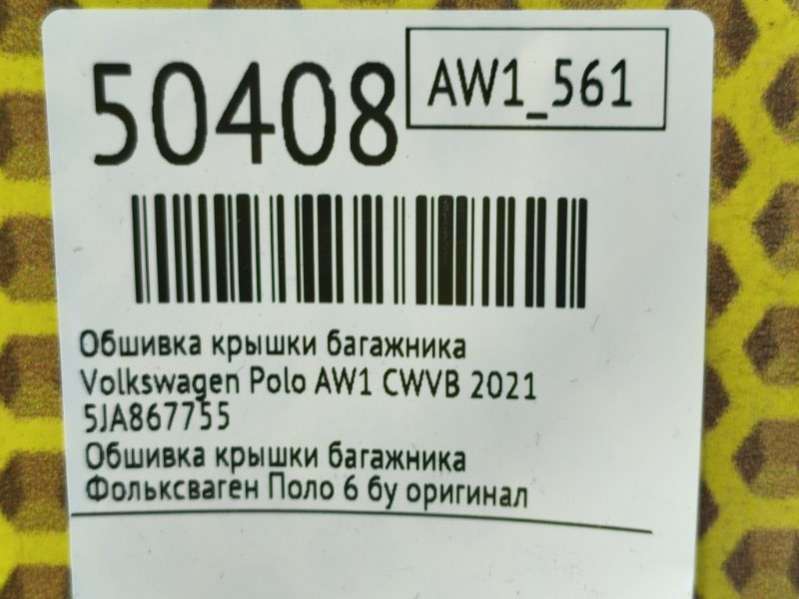 50408
AW1_561
Обшивка крышки багажника
Volkswagen Polo AW1 CWVB 2021
5JA867755
Обшивка крышки багажника
Фольксваген Поло 6 бу оригинал